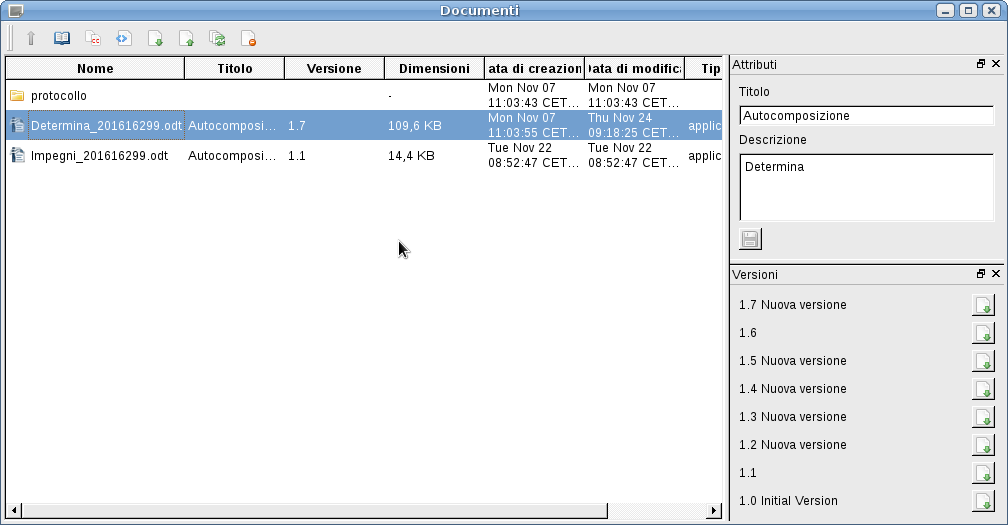 Documenti
Nome Titolo Versione Dimensioni ata di creazion ata di modific Tip
protocollo - Mon Nov 07 11:03:43 CET... Mon Nov 07 11:03:43 CET...
Determina_201616299.odt Autocomposi... 1.7 109,6 KB Mon Nov 07 11:03:55 CET... Thu Nov 24 09:18:25 CET... applic
Impegni_201616299.odt Autocomposi... 1.1 14,4 KB Tue Nov 22 08:52:47 CET... Tue Nov 22 08:52:47 CET... applic
Attributi
Titolo
Autocomposizione
Descrizione
Determina
Versioni
1.7 Nuova versione
1.6
1.5 Nuova versione
1.4 Nuova versione
1.3 Nuova versione
1.2 Nuova versione
1.1
1.0 Initial Version